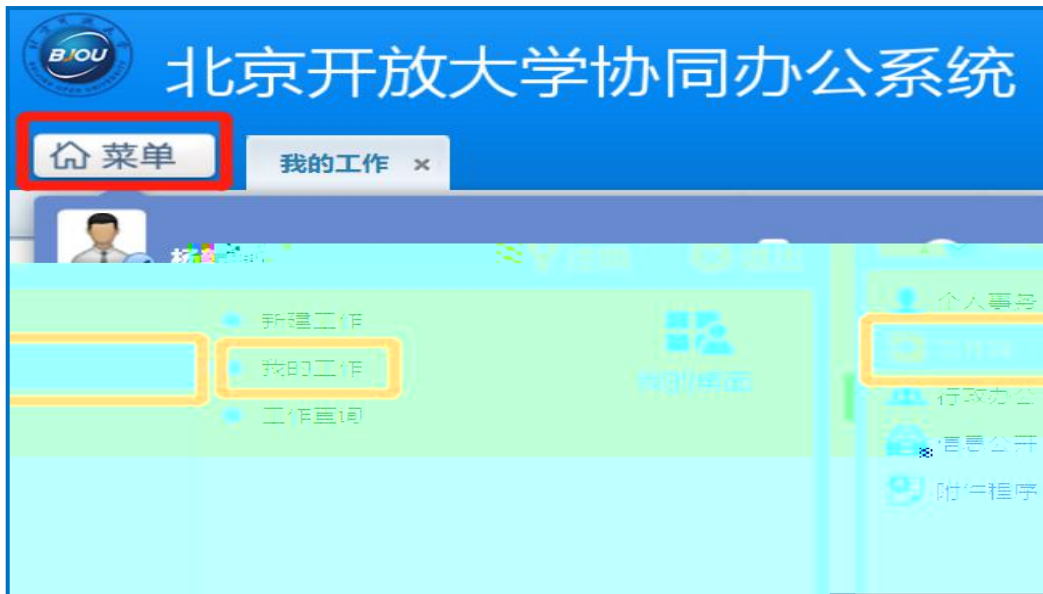 BJOU
北京开放大学协同办公系统
菜单
我的工作 ×
个人事务
新建工作
我的工作
我的桌面
行政办公
工作查询
信息公开
附件程序